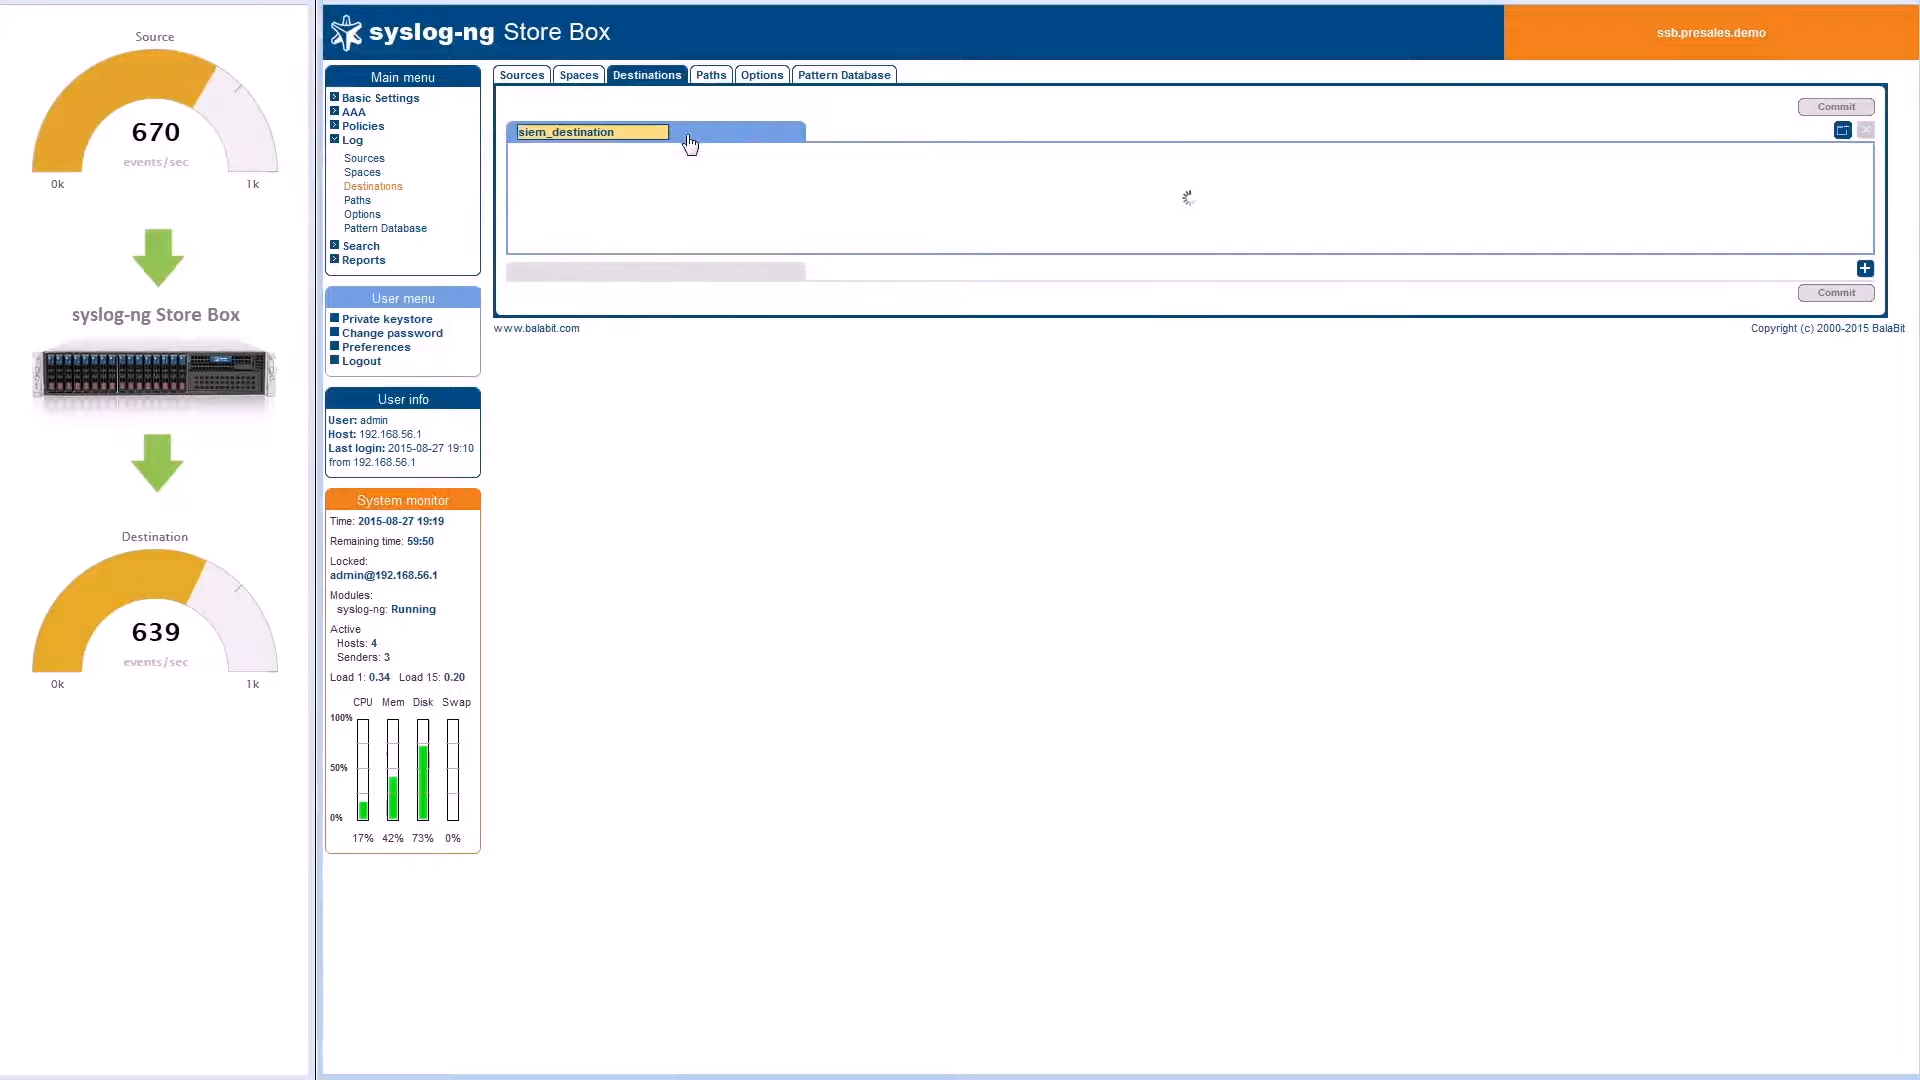 Source
670
events/sec
0k 1k
syslog-ng Store Box
Destination
639
events/sec
0k 1k
syslog-ng Store Box
ssb.presales.demo
Main menu
Basic Settings
AAA
Policies
Log
Sources
Spaces
Destinations
Paths
Options
Pattern Database
Search
Reports
User menu
Private keystore
Change password
Preferences
Logout
User info
User: admin
Host: 192.168.56.1
Last login: 2015-08-27 19:10
from 192.168.56.1
System monitor
Time: 2015-08-27 19:19
Remaining time: 59:50
Locked:
admin@192.168.56.1
Modules:
syslog-ng: Running
Active
Hosts: 4
Senders: 3
Load 1: 0.34 Load 15: 0.20
CPU Mem Disk Swap
100%
50%
0%
17% 42% 73% 0%
Sources Spaces Destinations Paths Options Pattern Database
Commit
siem_destination
Commit
www.balabit.com
Copyright (c) 2000-2015 BalaBit